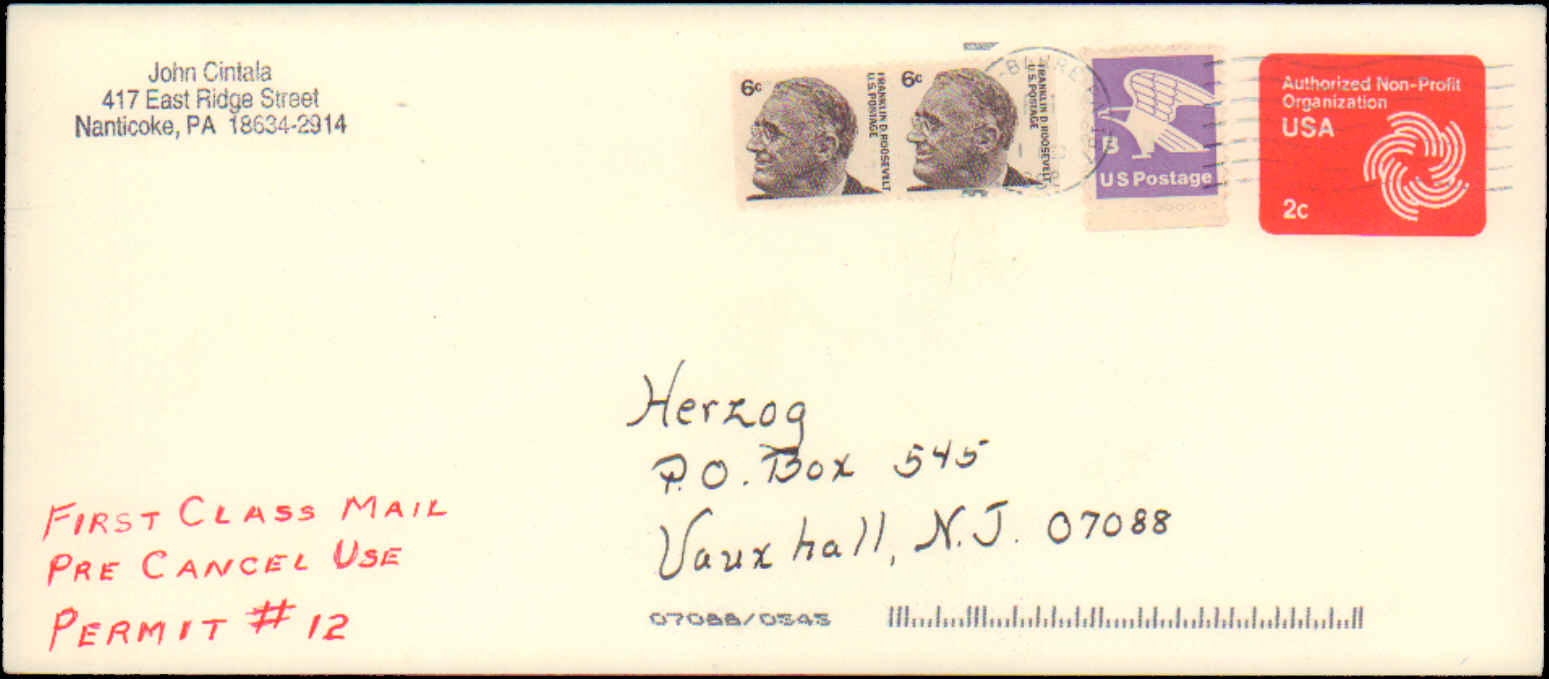 John Cintala
417 East Ridge Street
Nanticoke, PA 18634-2914
6c
FRANKLIN D. ROOSEVELT
U.S. POSTAGE
6c
FRANKLIN D. ROOSEVELT
U.S. POSTAGE
B
US Postage
Authorized Non-Profit
Organization
USA
2c
Herzog
P.O. Box 545
Vauxhall, N.J. 07088
FIRST CLASS MAIL
PRE CANCEL USE
PERMIT # 12
07088/0545